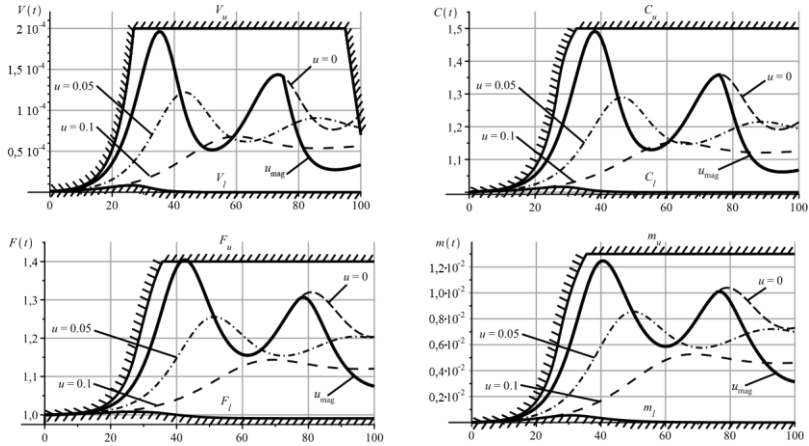 V(t)
V_u
2 10⁻⁴
1,5 10⁻⁴
1 10⁻⁴
0,5 10⁻⁴
u = 0
u = 0.05
u = 0.1
u_mag
V_l
0 20 40 60 80 100
C(t)
C_u
1,5
1,4
1,3
1,2
1,1
u = 0
u = 0.05
u = 0.1
u_mag
C_l
0 20 40 60 80 100
F(t)
F_u
1,4
1,3
1,2
1,1
1,0
u = 0
u = 0.05
u = 0.1
u_mag
F_l
0 20 40 60 80 100
m(t)
m_u
1,2·10⁻²
1,0·10⁻²
0,8·10⁻²
0,6·10⁻²
0,4·10⁻²
0,2·10⁻²
u = 0
u = 0.05
u = 0.1
u_mag
m_l
0 20 40 60 80 100